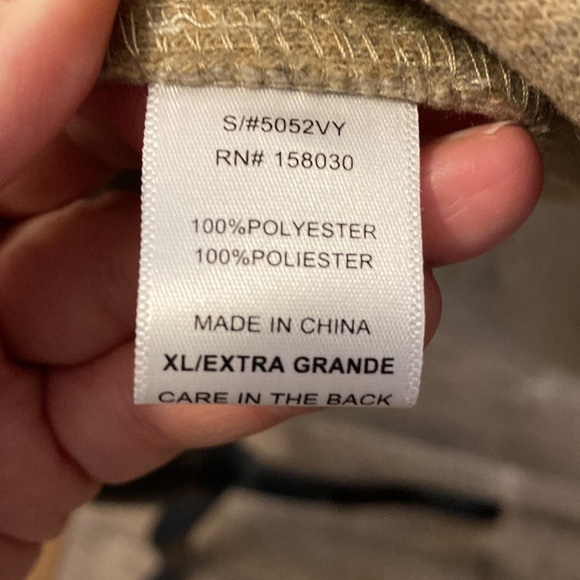 S/#5052VY
RN# 158030
100%POLYESTER
100%POLIESTER
MADE IN CHINA
XL/EXTRA GRANDE
CARE IN THE BACK